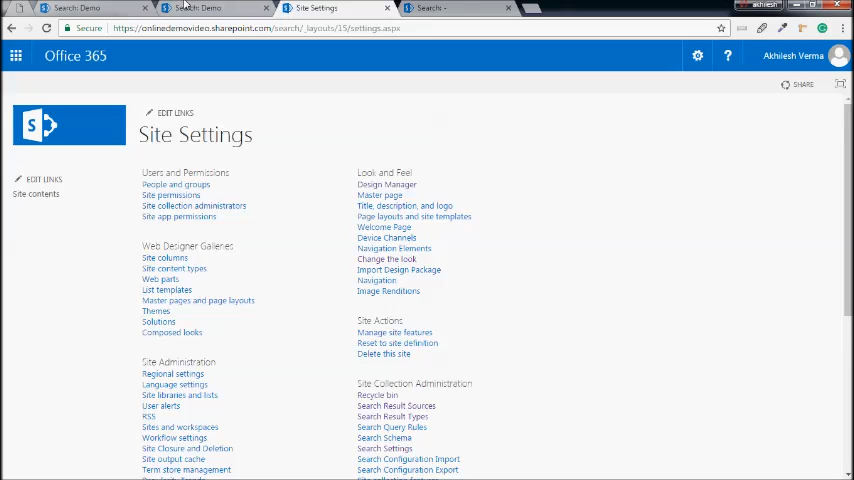 Search: Demo
Search: Demo
Site Settings
Search -
akhilesh
Secure
https://onlinedemovideo.sharepoint.com/search/_layouts/15/settings.aspx
Office 365
?
Akhilesh Verma
SHARE
S
EDIT LINKS
Site Settings
EDIT LINKS
Site contents
Users and Permissions
People and groups
Site permissions
Site collection administrators
Site app permissions
Web Designer Galleries
Site columns
Site content types
Web parts
List templates
Master pages and page layouts
Themes
Solutions
Composed looks
Site Administration
Regional settings
Language settings
Site libraries and lists
User alerts
RSS
Sites and workspaces
Workflow settings
Site Closure and Deletion
Site output cache
Term store management
Popularity Trends
Look and Feel
Design Manager
Master page
Title, description, and logo
Page layouts and site templates
Welcome Page
Device Channels
Navigation Elements
Change the look
Import Design Package
Navigation
Image Renditions
Site Actions
Manage site features
Reset to site definition
Delete this site
Site Collection Administration
Recycle bin
Search Result Sources
Search Result Types
Search Query Rules
Search Schema
Search Settings
Search Configuration Import
Search Configuration Export
Site collection features